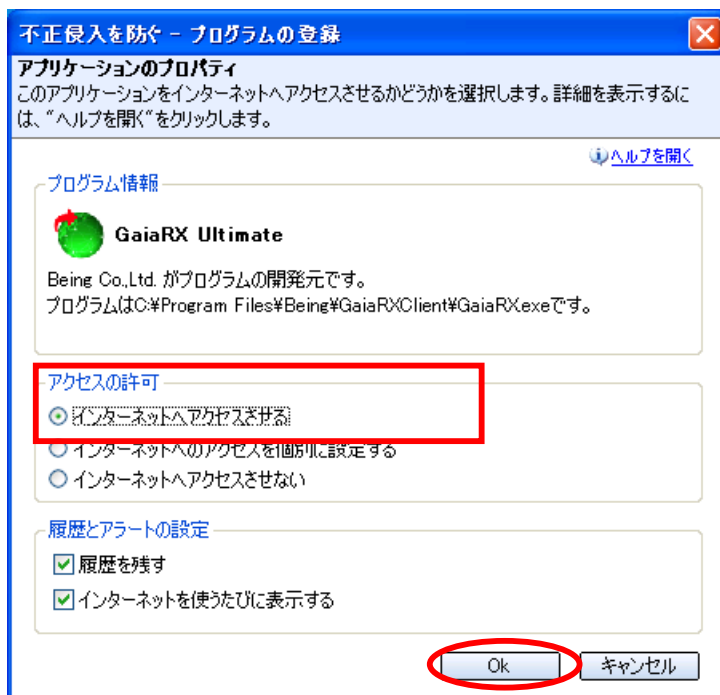 不正侵入を防ぐ - プログラムの登録
アプリケーションのプロパティ
このアプリケーションをインターネットへアクセスさせるかどうかを選択します。詳細を表示するに
は、“ヘルプを開く”をクリックします。
ヘルプを開く
プログラム情報
GaiaRX Ultimate
Being Co.,Ltd. がプログラムの開発元です。
プログラムはC:¥Program Files¥Being¥GaiaRXClient¥GaiaRX.exeです。
アクセスの許可
インターネットへアクセスさせる
インターネットへのアクセスを個別に設定する
インターネットへアクセスさせない
履歴とアラートの設定
履歴を残す
インターネットを使うたびに表示する
Ok
キャンセル